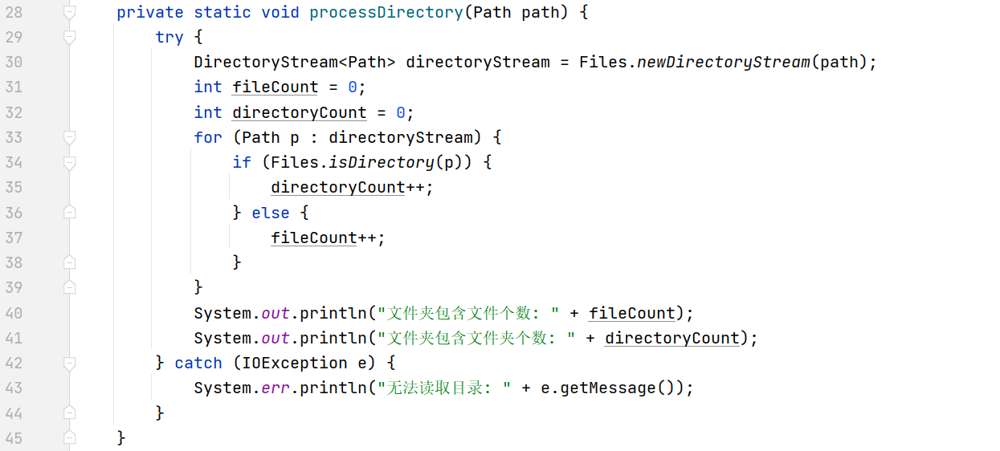 28 private static void processDirectory(Path path) {
29 try {
30 DirectoryStream<Path> directoryStream = Files.newDirectoryStream(path);
31 int fileCount = 0;
32 int directoryCount = 0;
33 for (Path p : directoryStream) {
34 if (Files.isDirectory(p)) {
35 directoryCount++;
36 } else {
37 fileCount++;
38 }
39 }
40 System.out.println("文件夹包含文件个数: " + fileCount);
41 System.out.println("文件夹包含文件夹个数: " + directoryCount);
42 } catch (IOException e) {
43 System.err.println("无法读取目录: " + e.getMessage());
44 }
45 }